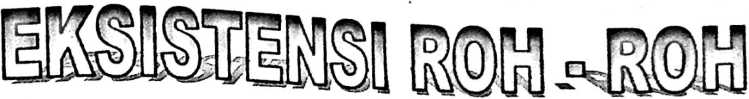 EKSISTENSI ROH - ROH